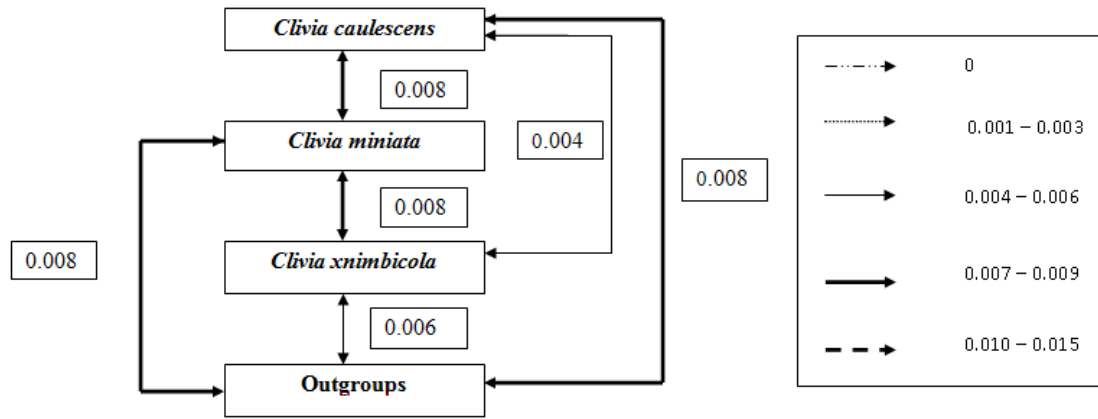 Clivia caulescens
0.008
Clivia miniata
0.004
0.008
0.008
Clivia xnimbicola
0.008
0.006
Outgroups
0
0.001 – 0.003
0.004 – 0.006
0.007 – 0.009
0.010 – 0.015